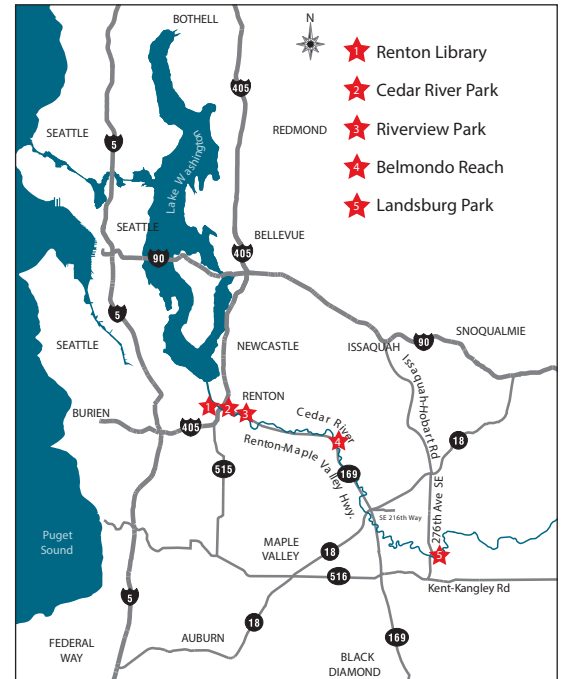 BOTHELL
N
1 Renton Library
2 Cedar River Park
3 Riverview Park
4 Belmondo Reach
5 Landsburg Park
405
SEATTLE
REDMOND
5
Lake Washington
SEATTLE
BELLEVUE
90
405
5
SNOQUALMIE
SEATTLE
NEWCASTLE
ISSAQUAH
90
Issaquah-Hobart Rd
RENTON
1
2
3
BURIEN
405
Cedar River
4
18
Renton-Maple Valley Hwy.
515
169
276th Ave SE
SE 216th Way
Puget
Sound
MAPLE
VALLEY
18
5
516
Kent-Kangley Rd
5
18
AUBURN
169
FEDERAL
WAY
BLACK
DIAMOND